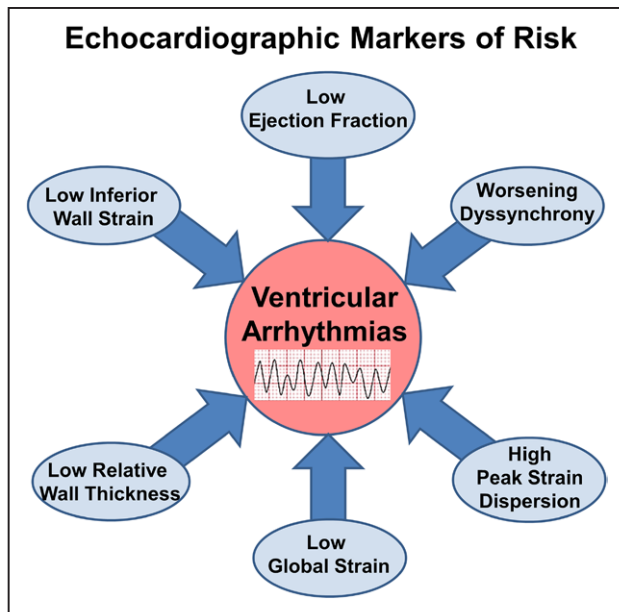 Echocardiographic Markers of Risk
Low
Ejection Fraction
Low Inferior
Wall Strain
Worsening
Dyssynchrony
Ventricular
Arrhythmias
Low Relative
Wall Thickness
High
Peak Strain
Dispersion
Low
Global Strain